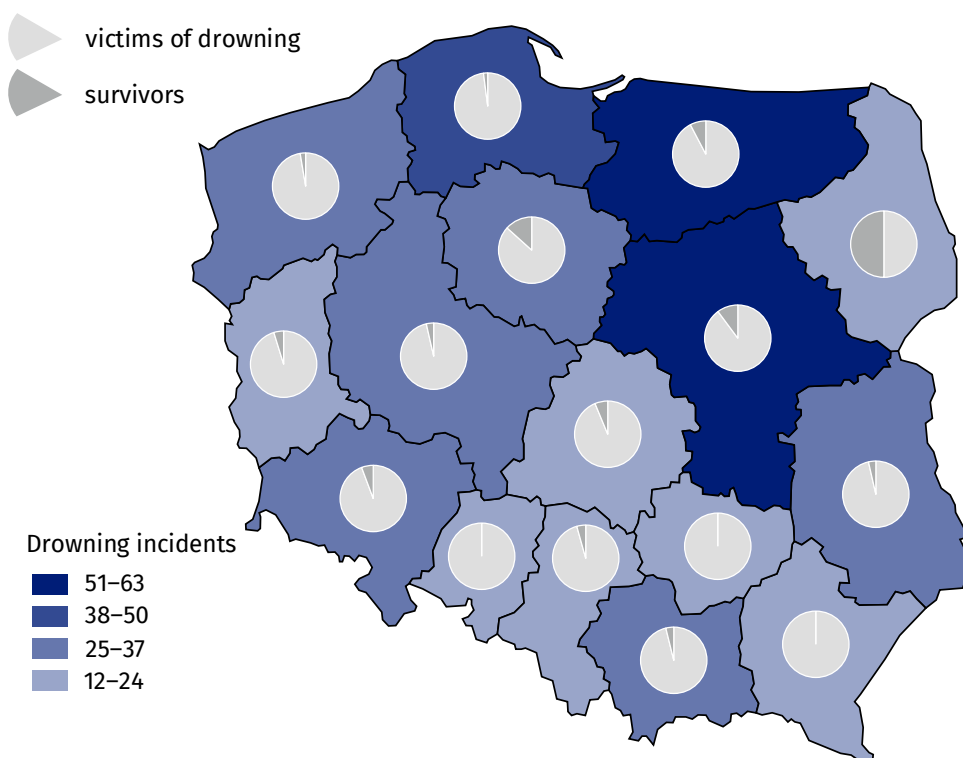 victims of drowning
survivors
Drowning incidents
51–63
38–50
25–37
12–24